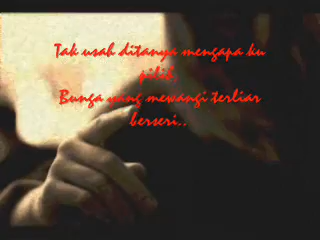 Tak usah ditanya mengapa ku
pilih
Bunga yang mewangi terliar
berseri..